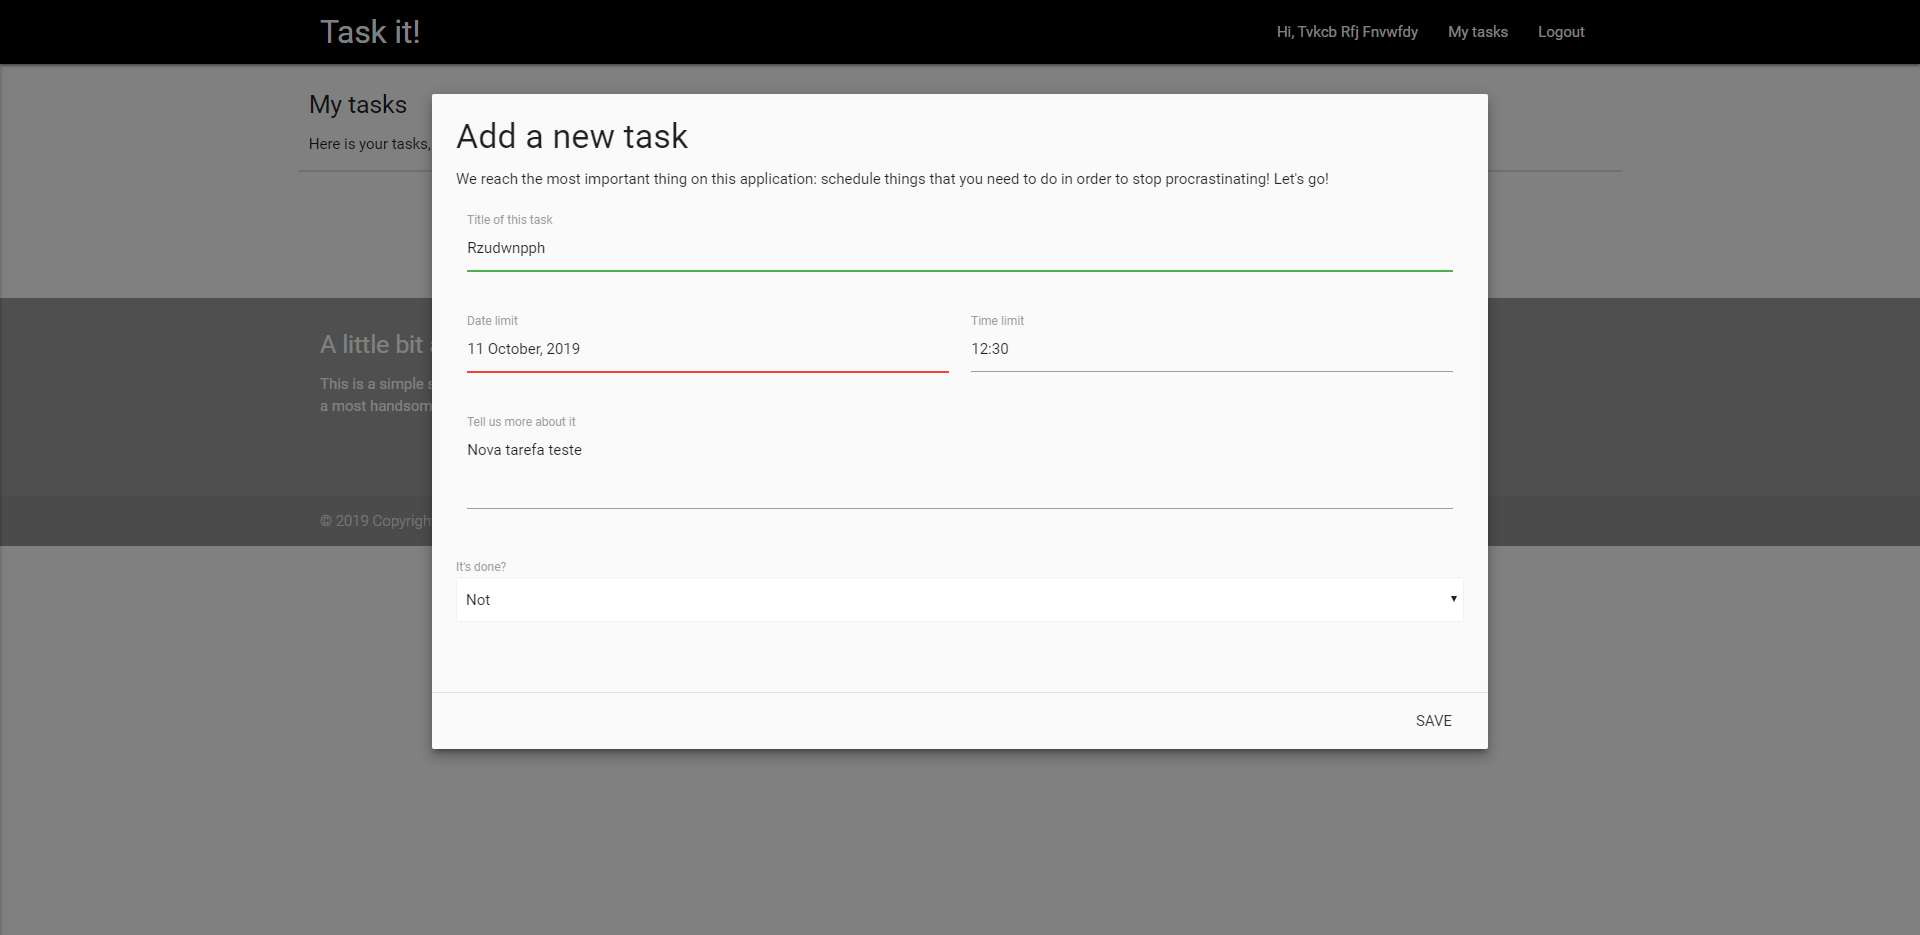 Task it!
Hi, Tvkcb Rfj Fnvwfdy
My tasks
Logout
My tasks
Here is your tasks,
Add a new task
We reach the most important thing on this application: schedule things that you need to do in order to stop procrastinating! Let's go!
Title of this task
Rzudwnpph
Date limit
Time limit
11 October, 2019
12:30
A little bit
This is a simple
a most
Tell us more about it
Nova tarefa teste
© 2019
It's done?
Not
SAVE